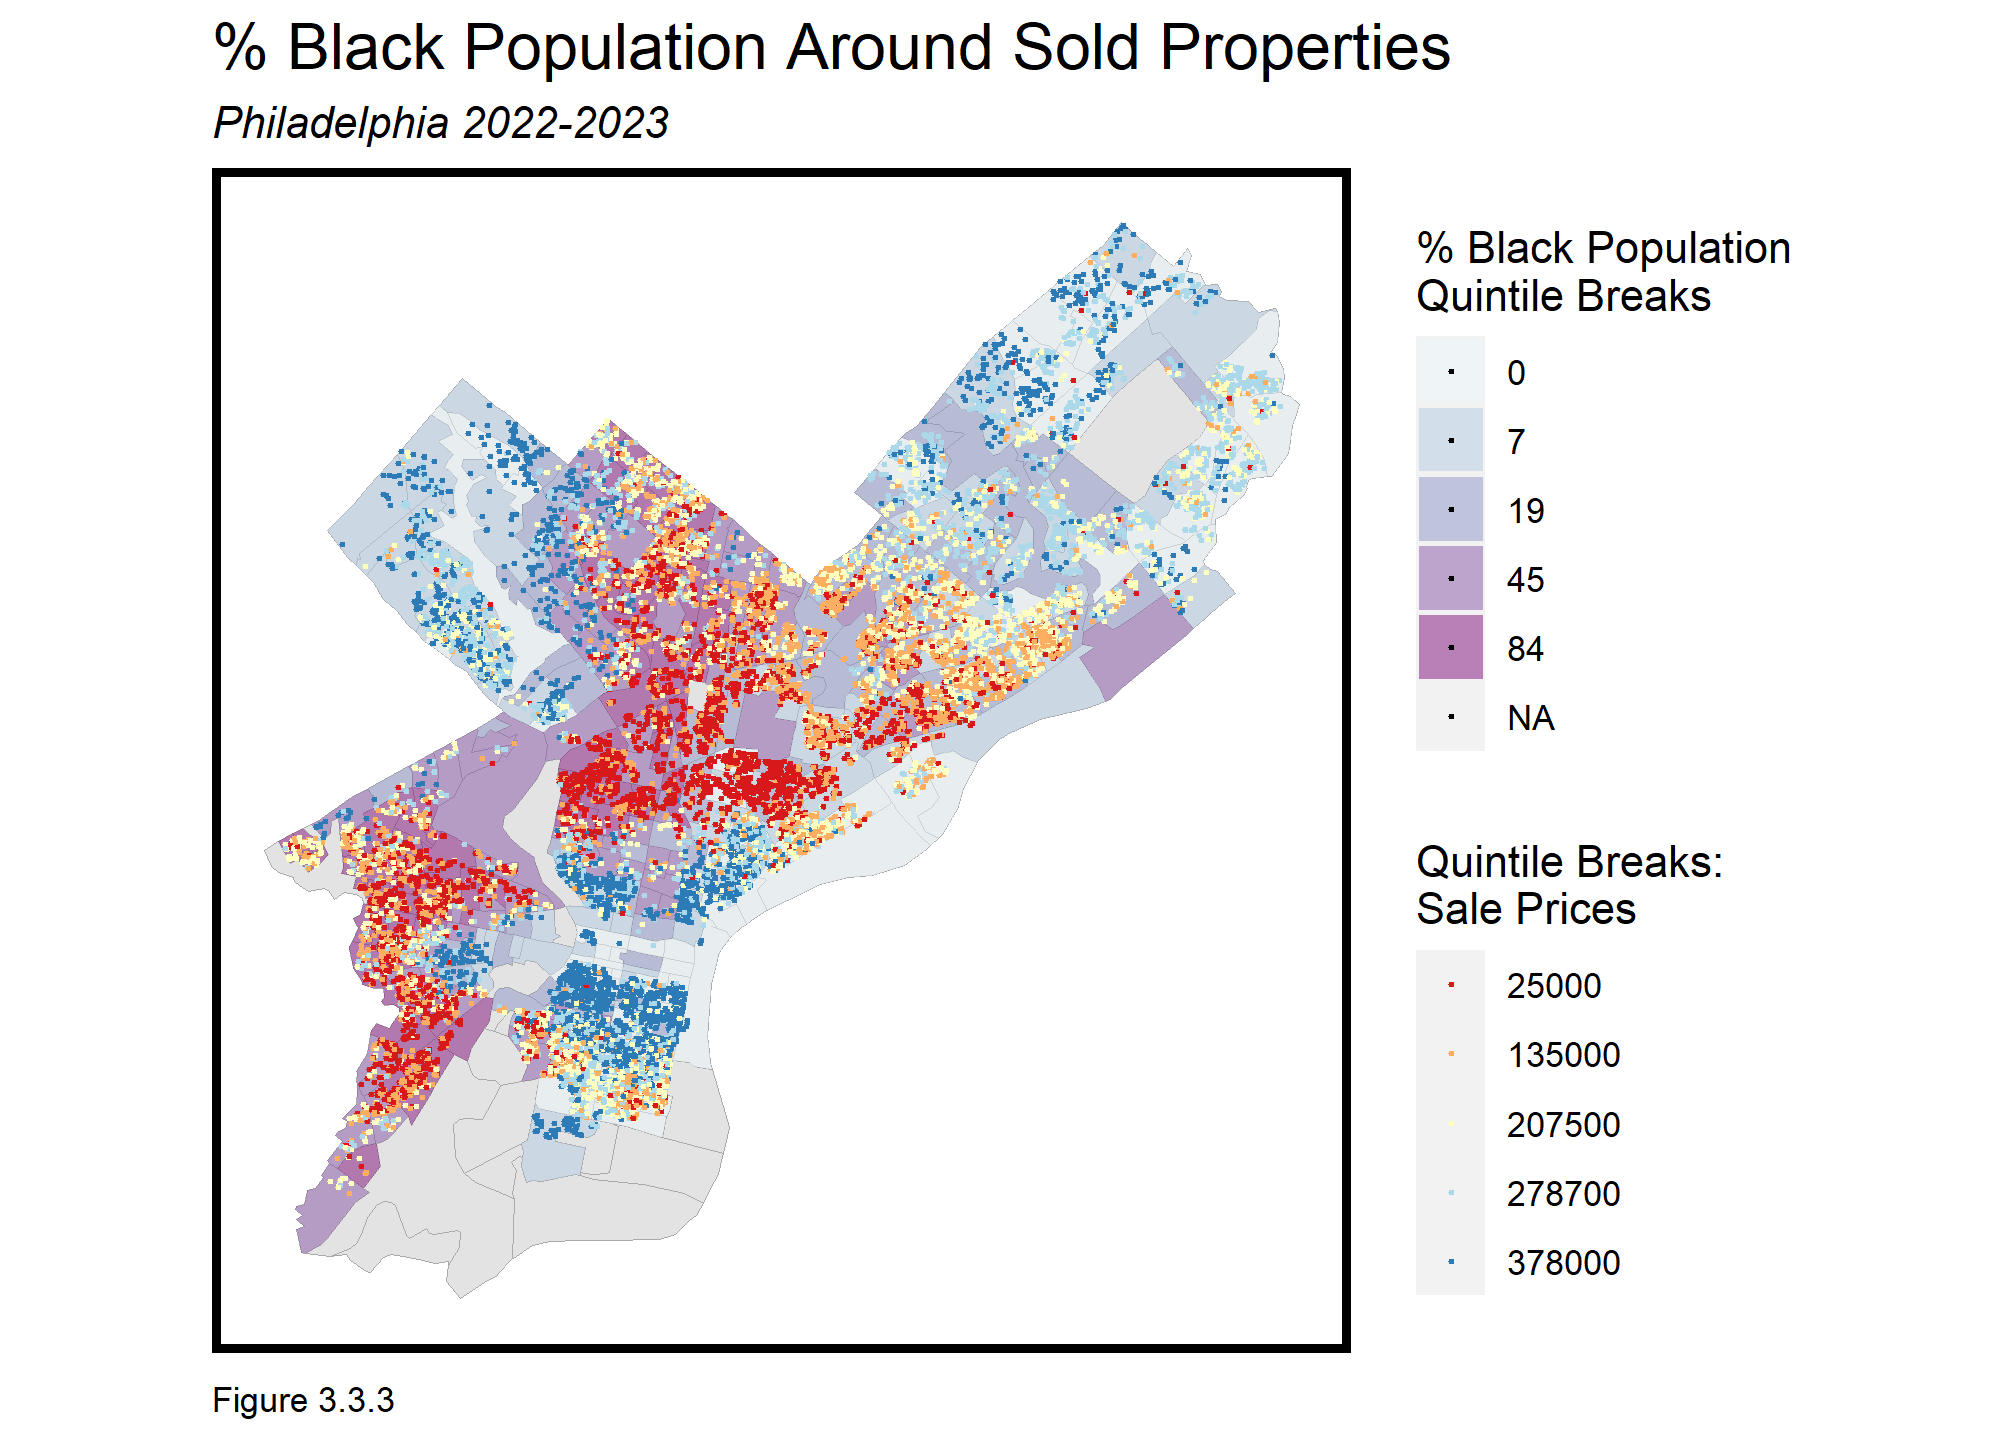 % Black Population Around Sold Properties
Philadelphia 2022-2023
% Black Population
Quintile Breaks
0
7
19
45
84
NA
Quintile Breaks:
Sale Prices
25000
135000
207500
278700
378000
Figure 3.3.3